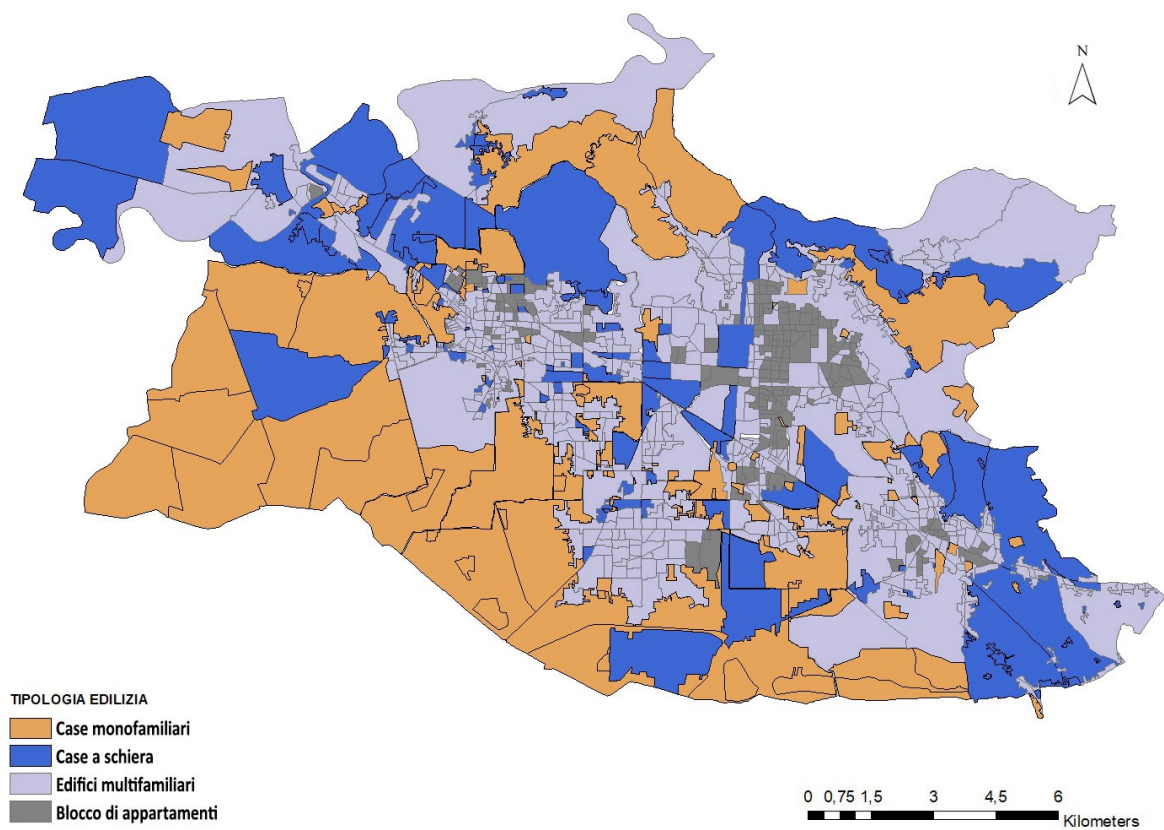 N
TIPOLOGIA EDILIZIA
Case monofamiliari
Case a schiera
Edifici multifamiliari
Blocco di appartamenti
0 0,75 1,5 3 4,5 6
Kilometers